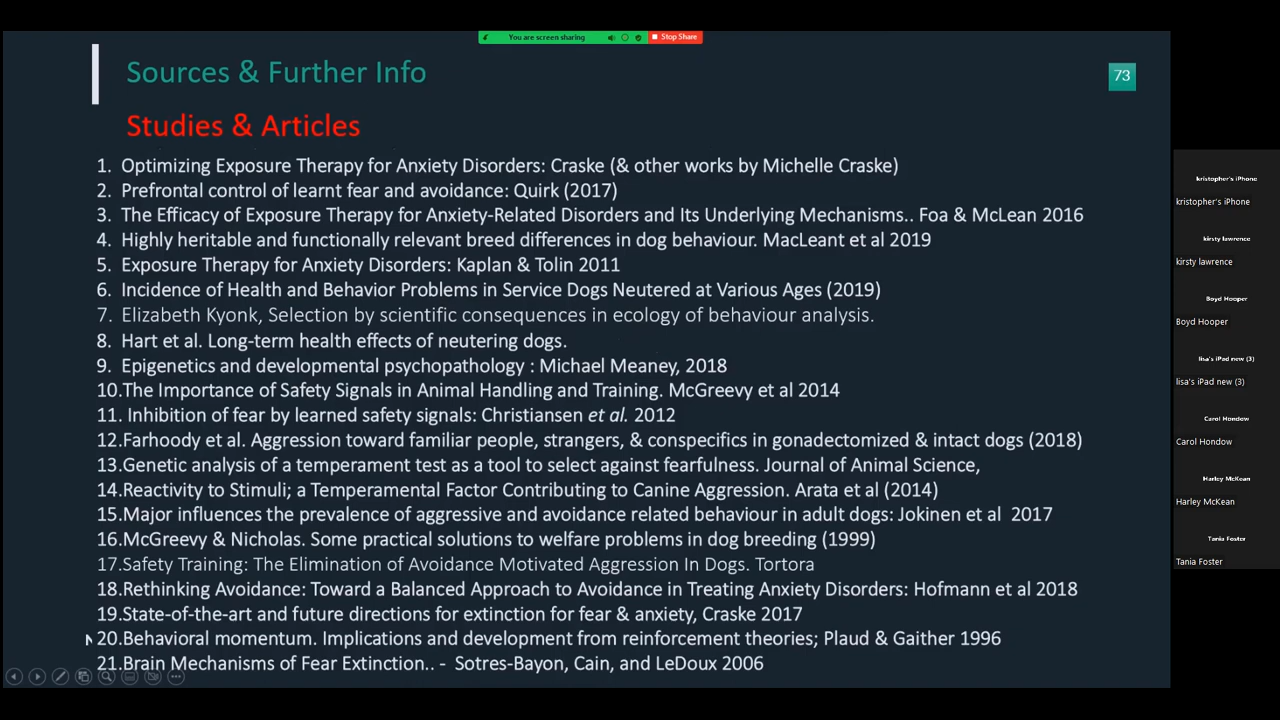 You are screen sharing
Stop Share
Sources & Further Info
73
Studies & Articles
1. Optimizing Exposure Therapy for Anxiety Disorders: Craske (& other works by Michelle Craske)
2. Prefrontal control of learnt fear and avoidance: Quirk (2017)
3. The Efficacy of Exposure Therapy for Anxiety-Related Disorders and Its Underlying Mechanisms.. Foa & McLean 2016
4. Highly heritable and functionally relevant breed differences in dog behaviour. MacLeant et al 2019
5. Exposure Therapy for Anxiety Disorders: Kaplan & Tolin 2011
6. Incidence of Health and Behavior Problems in Service Dogs Neutered at Various Ages (2019)
7. Elizabeth Kyonk, Selection by scientific consequences in ecology of behaviour analysis.
8. Hart et al. Long-term health effects of neutering dogs.
9. Epigenetics and developmental psychopathology : Michael Meaney, 2018
10.The Importance of Safety Signals in Animal Handling and Training. McGreevy et al 2014
11. Inhibition of fear by learned safety signals: Christiansen et al. 2012
12.Farhoody et al. Aggression toward familiar people, strangers, & conspecifics in gonadectomized & intact dogs (2018)
13.Genetic analysis of a temperament test as a tool to select against fearfulness. Journal of Animal Science,
14.Reactivity to Stimuli; a Temperamental Factor Contributing to Canine Aggression. Arata et al (2014)
15.Major influences the prevalence of aggressive and avoidance related behaviour in adult dogs: Jokinen et al 2017
16.McGreevy & Nicholas. Some practical solutions to welfare problems in dog breeding (1999)
17.Safety Training: The Elimination of Avoidance Motivated Aggression In Dogs. Tortora
18.Rethinking Avoidance: Toward a Balanced Approach to Avoidance in Treating Anxiety Disorders: Hofmann et al 2018
19.State-of-the-art and future directions for extinction for fear & anxiety, Craske 2017
20.Behavioral momentum. Implications and development from reinforcement theories; Plaud & Gaither 1996
21.Brain Mechanisms of Fear Extinction.. - Sotres-Bayon, Cain, and LeDoux 2006
kristopher's iPhone
kristopher's iPhone
kirsty lawrence
kirsty lawrence
Boyd Hooper
Boyd Hooper
lisa's iPad new (3)
lisa's iPad new (3)
Carol Hondow
Carol Hondow
Harley McKean
Harley McKean
Tania Foster
Tania Foster